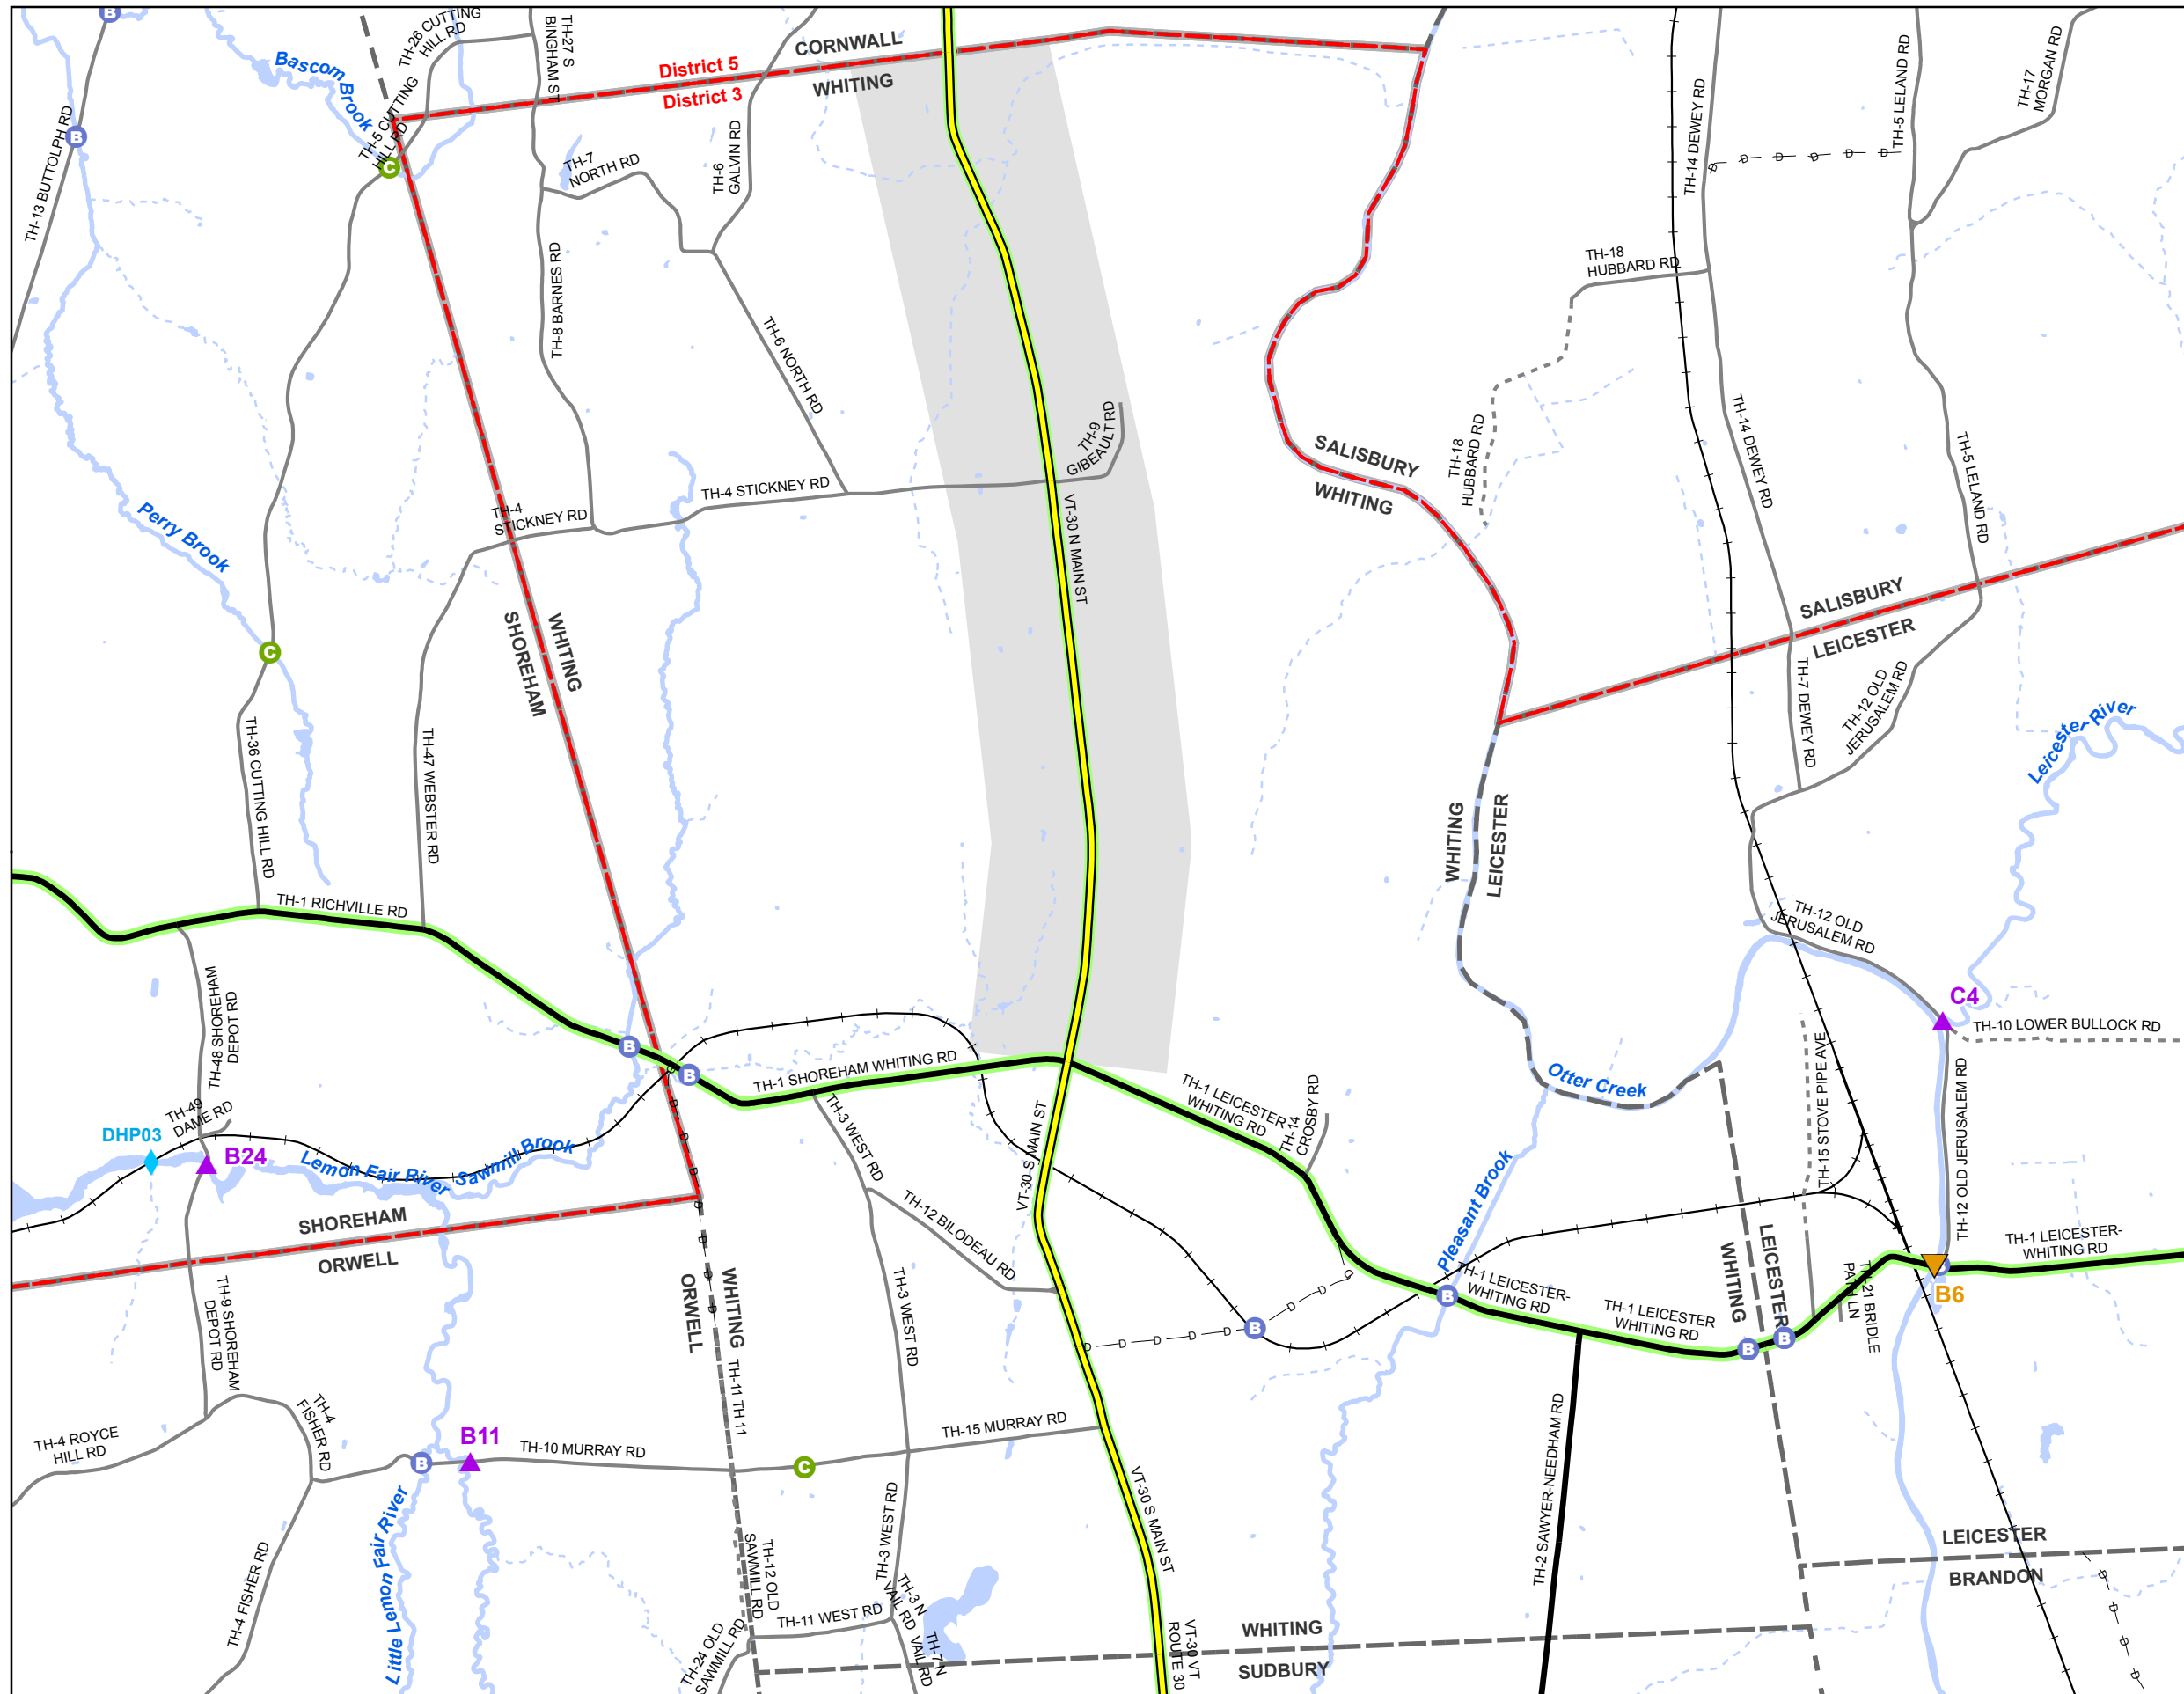 B
TH-26 CUTTING
HILL RD
TH-27 S
BINGHAM ST
CORNWALL
WHITING
District 5
District 3
Bascom
Brook
TH-5 CUTTING
HILL RD
C
TH-13 BUTTOLPH RD
B
TH-7
NORTH RD
TH-6
GALVIN RD
TH-14 DEWEY RD
TH-5 LELAND RD
TH-17
MORGAN RD
D D D D D D
TH-18
HUBBARD RD
TH-8 BARNES RD
TH-6 NORTH RD
TH-9
GIBEAULT RD
SALISBURY
WHITING
TH-18
HUBBARD RD
TH-14 DEWEY RD
TH-5 LELAND RD
TH-4
STICKNEY RD
TH-4 STICKNEY RD
VT-30 N MAIN ST
Perry Brook
C
WHITING
SHOREHAM
SALISBURY
LEICESTER
TH-7 DEWEY RD
TH-12 OLD
JERUSALEM RD
Leicester River
TH-36 CUTTING HILL RD
TH-47 WEBSTER RD
WHITING
LEICESTER
TH-1 RICHVILLE RD
TH-12 OLD
JERUSALEM RD
C4
TH-10 LOWER BULLOCK RD
TH-48 SHOREHAM
DEPOT RD
B
B
TH-1 SHOREHAM WHITING RD
TH-1 LEICESTER
WHITING RD
TH-14
CROSBY RD
Otter Creek
TH-15 STOVE PIPE AVE
TH-12 OLD JERUSALEM RD
TH-49
DAME RD
DHP03
B24
Lemon Fair River
Sawmill Brook
D D D D D D D D
TH-3 WEST RD
VT-30 S MAIN ST
TH-12 BILODEAU RD
Pleasant Brook
SHOREHAM
ORWELL
WHITING
ORWELL
TH-9 SHOREHAM
DEPOT RD
TH-3 WEST RD
D D D D D
B
D D D
B
TH-1 LEICESTER-
WHITING RD
TH-1 LEICESTER
WHITING RD
WHITING
LEICESTER
B
B
TH-21 BRIDLE
PATH LN
B6
TH-1 LEICESTER-
WHITING RD
TH-11 TH 11
TH-4 ROYCE
HILL RD
TH-4
FISHER RD
B
B11
TH-10 MURRAY RD
C
TH-15 MURRAY RD
TH-2 SAWYER-NEEDHAM RD
Little Lemon Fair River
TH-4 FISHER RD
TH-12 OLD
SAWMILL RD
TH-3 WEST RD
VT-30 S MAIN ST
LEICESTER
BRANDON
D D D D
TH-11 WEST RD
TH-3 N
VAIL RD
TH-7 N
VAIL RD
TH-24 OLD
SAWMILL RD
VT-30 VT
ROUTE 30
WHITING
SUDBURY